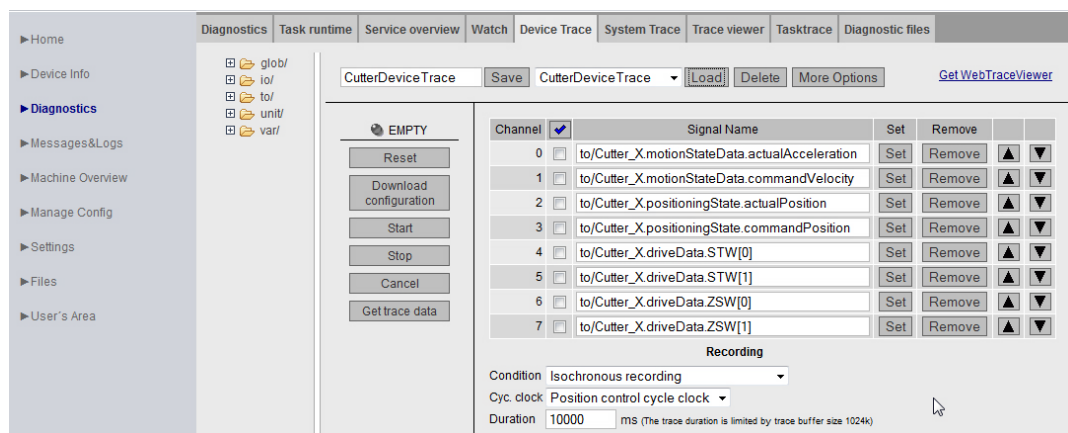 Diagnostics Task runtime Service overview Watch Device Trace System Trace Trace viewer Tasktrace Diagnostic files
►Home
►Device Info
►Diagnostics
►Messages&Logs
►Machine Overview
►Manage Config
►Settings
►Files
►User's Area
glob/
io/
to/
unit/
var/
CutterDeviceTrace Save CutterDeviceTrace Load Delete More Options Get WebTraceViewer
EMPTY
Reset
Download
configuration
Start
Stop
Cancel
Get trace data
Channel Signal Name Set Remove
0 to/Cutter_X.motionStateData.actualAcceleration Set Remove ▲ ▼
1 to/Cutter_X.motionStateData.commandVelocity Set Remove ▲ ▼
2 to/Cutter_X.positioningState.actualPosition Set Remove ▲ ▼
3 to/Cutter_X.positioningState.commandPosition Set Remove ▲ ▼
4 to/Cutter_X.driveData.STW[0] Set Remove ▲ ▼
5 to/Cutter_X.driveData.STW[1] Set Remove ▲ ▼
6 to/Cutter_X.driveData.ZSW[0] Set Remove ▲ ▼
7 to/Cutter_X.driveData.ZSW[1] Set Remove ▲ ▼
Recording
Condition Isochronous recording
Cyc. clock Position control cycle clock
Duration 10000 ms (The trace duration is limited by trace buffer size 1024k)